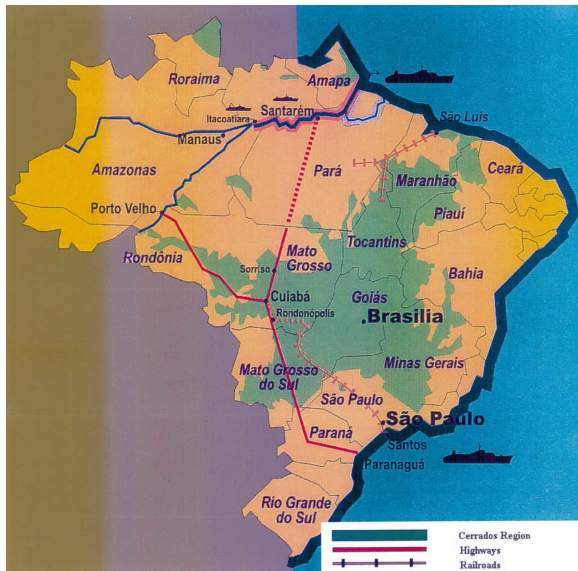 Roraima
Amapa
Itacoatiara
Santarém
São Luis
Manaus
Amazonas
Pará
Maranhão
Ceará
Porto Velho
Piauí
Tocantins
Rondônia
Sorriso
Mato
Grosso
Bahia
Cuiabá
Goiás
Rondonópolis
Brasilia
Minas Gerais
Mato Grosso
do Sul
São Paulo
São Paulo
Paraná
Santos
Paranaguá
Rio Grande
do Sul
Cerrados Region
Highways
Railroads